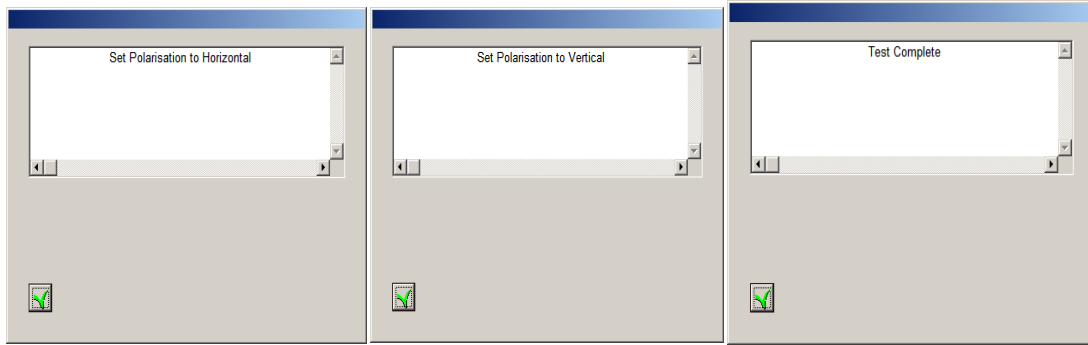 Set Polarisation to Horizontal
Set Polarisation to Vertical
Test Complete